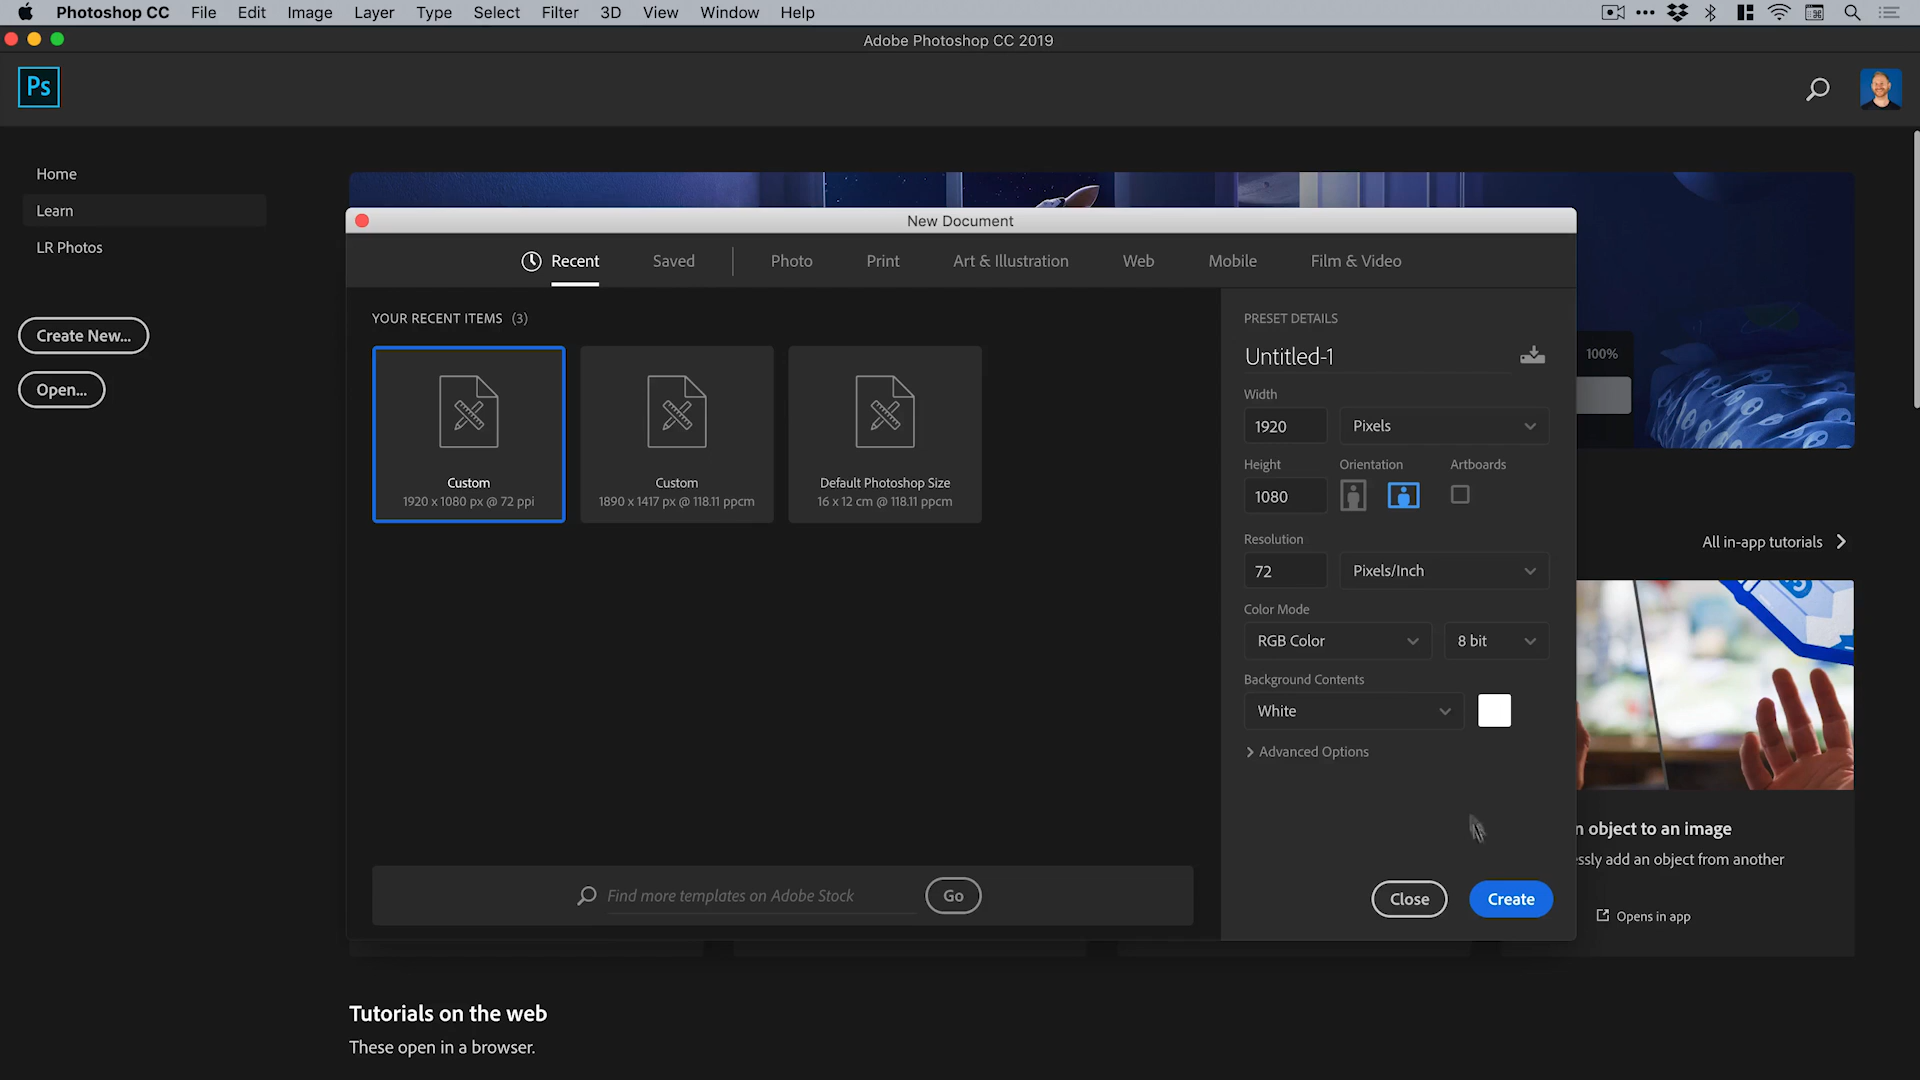 Photoshop CC File Edit Image Layer Type Select Filter 3D View Window Help
Adobe Photoshop CC 2019
Ps
Home
Learn
LR Photos
Create New...
Open...
New Document
Recent Saved Photo Print Art & Illustration Web Mobile Film & Video
YOUR RECENT ITEMS (3)
Custom
1920 x 1080 px @ 72 ppi
Custom
1890 x 1417 px @ 118.11 ppcm
Default Photoshop Size
16 x 12 cm @ 118.11 ppcm
Find more templates on Adobe Stock Go
PRESET DETAILS
Untitled-1
Width
1920 Pixels
Height Orientation Artboards
1080
Resolution
72 Pixels/Inch
Color Mode
RGB Color 8 bit
Background Contents
White
Advanced Options
Close Create
100%
All in-app tutorials
n object to an image
ssly add an object from another
Opens in app
Tutorials on the web
These open in a browser.